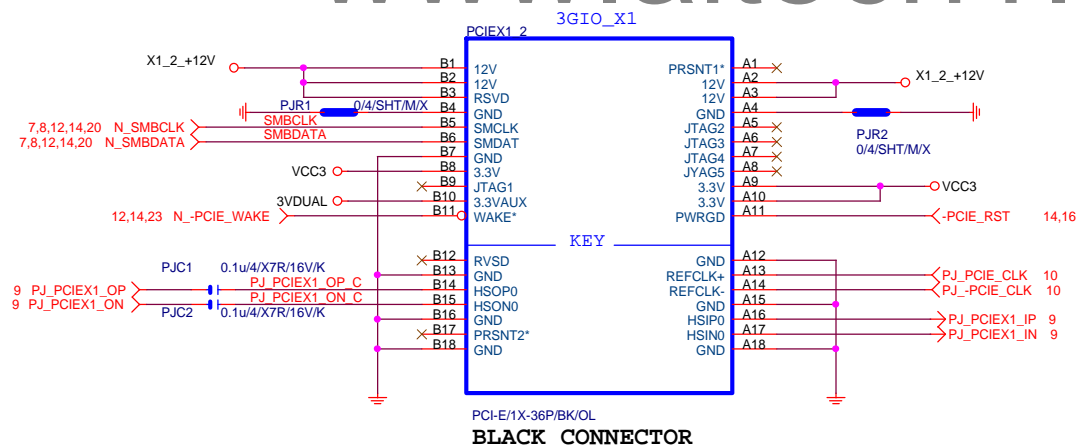 3GIO_X1
PCIEX1_2
X1_2_+12V
B1 12V PRSNT1* A1
B2 12V 12V A2 X1_2_+12V
B3 RSVD 12V A3
PJR1 0/4/SHT/M/X B4 GND GND A4
7,8,12,14,20 N_SMBCLK SMBCLK B5 SMCLK JTAG2 A5
7,8,12,14,20 N_SMBDATA SMBDATA B6 SMDAT JTAG3 A6
PJR2
0/4/SHT/M/X
B7 GND JTAG4 A7
VCC3 B8 3.3V JYAG5 A8
B9 JTAG1 3.3V A9 VCC3
3VDUAL B10 3.3VAUX 3.3V A10
12,14,23 N_-PCIE_WAKE B11 WAKE* PWRGD A11 -PCIE_RST 14,16
KEY
B12 RVSD GND A12
B13 GND REFCLK+ A13 PJ_PCIE_CLK 10
PJC1 0.1u/4/X7R/16V/K
9 PJ_PCIEX1_OP PJ_PCIEX1_OP_C B14 HSOP0 REFCLK- A14 PJ_-PCIE_CLK 10
9 PJ_PCIEX1_ON PJ_PCIEX1_ON_C B15 HSON0 GND A15
PJC2 0.1u/4/X7R/16V/K
B16 GND HSIP0 A16 PJ_PCIEX1_IP 9
B17 PRSNT2* HSIN0 A17 PJ_PCIEX1_IN 9
B18 GND GND A18
PCI-E/1X-36P/BK/OL
BLACK CONNECTOR